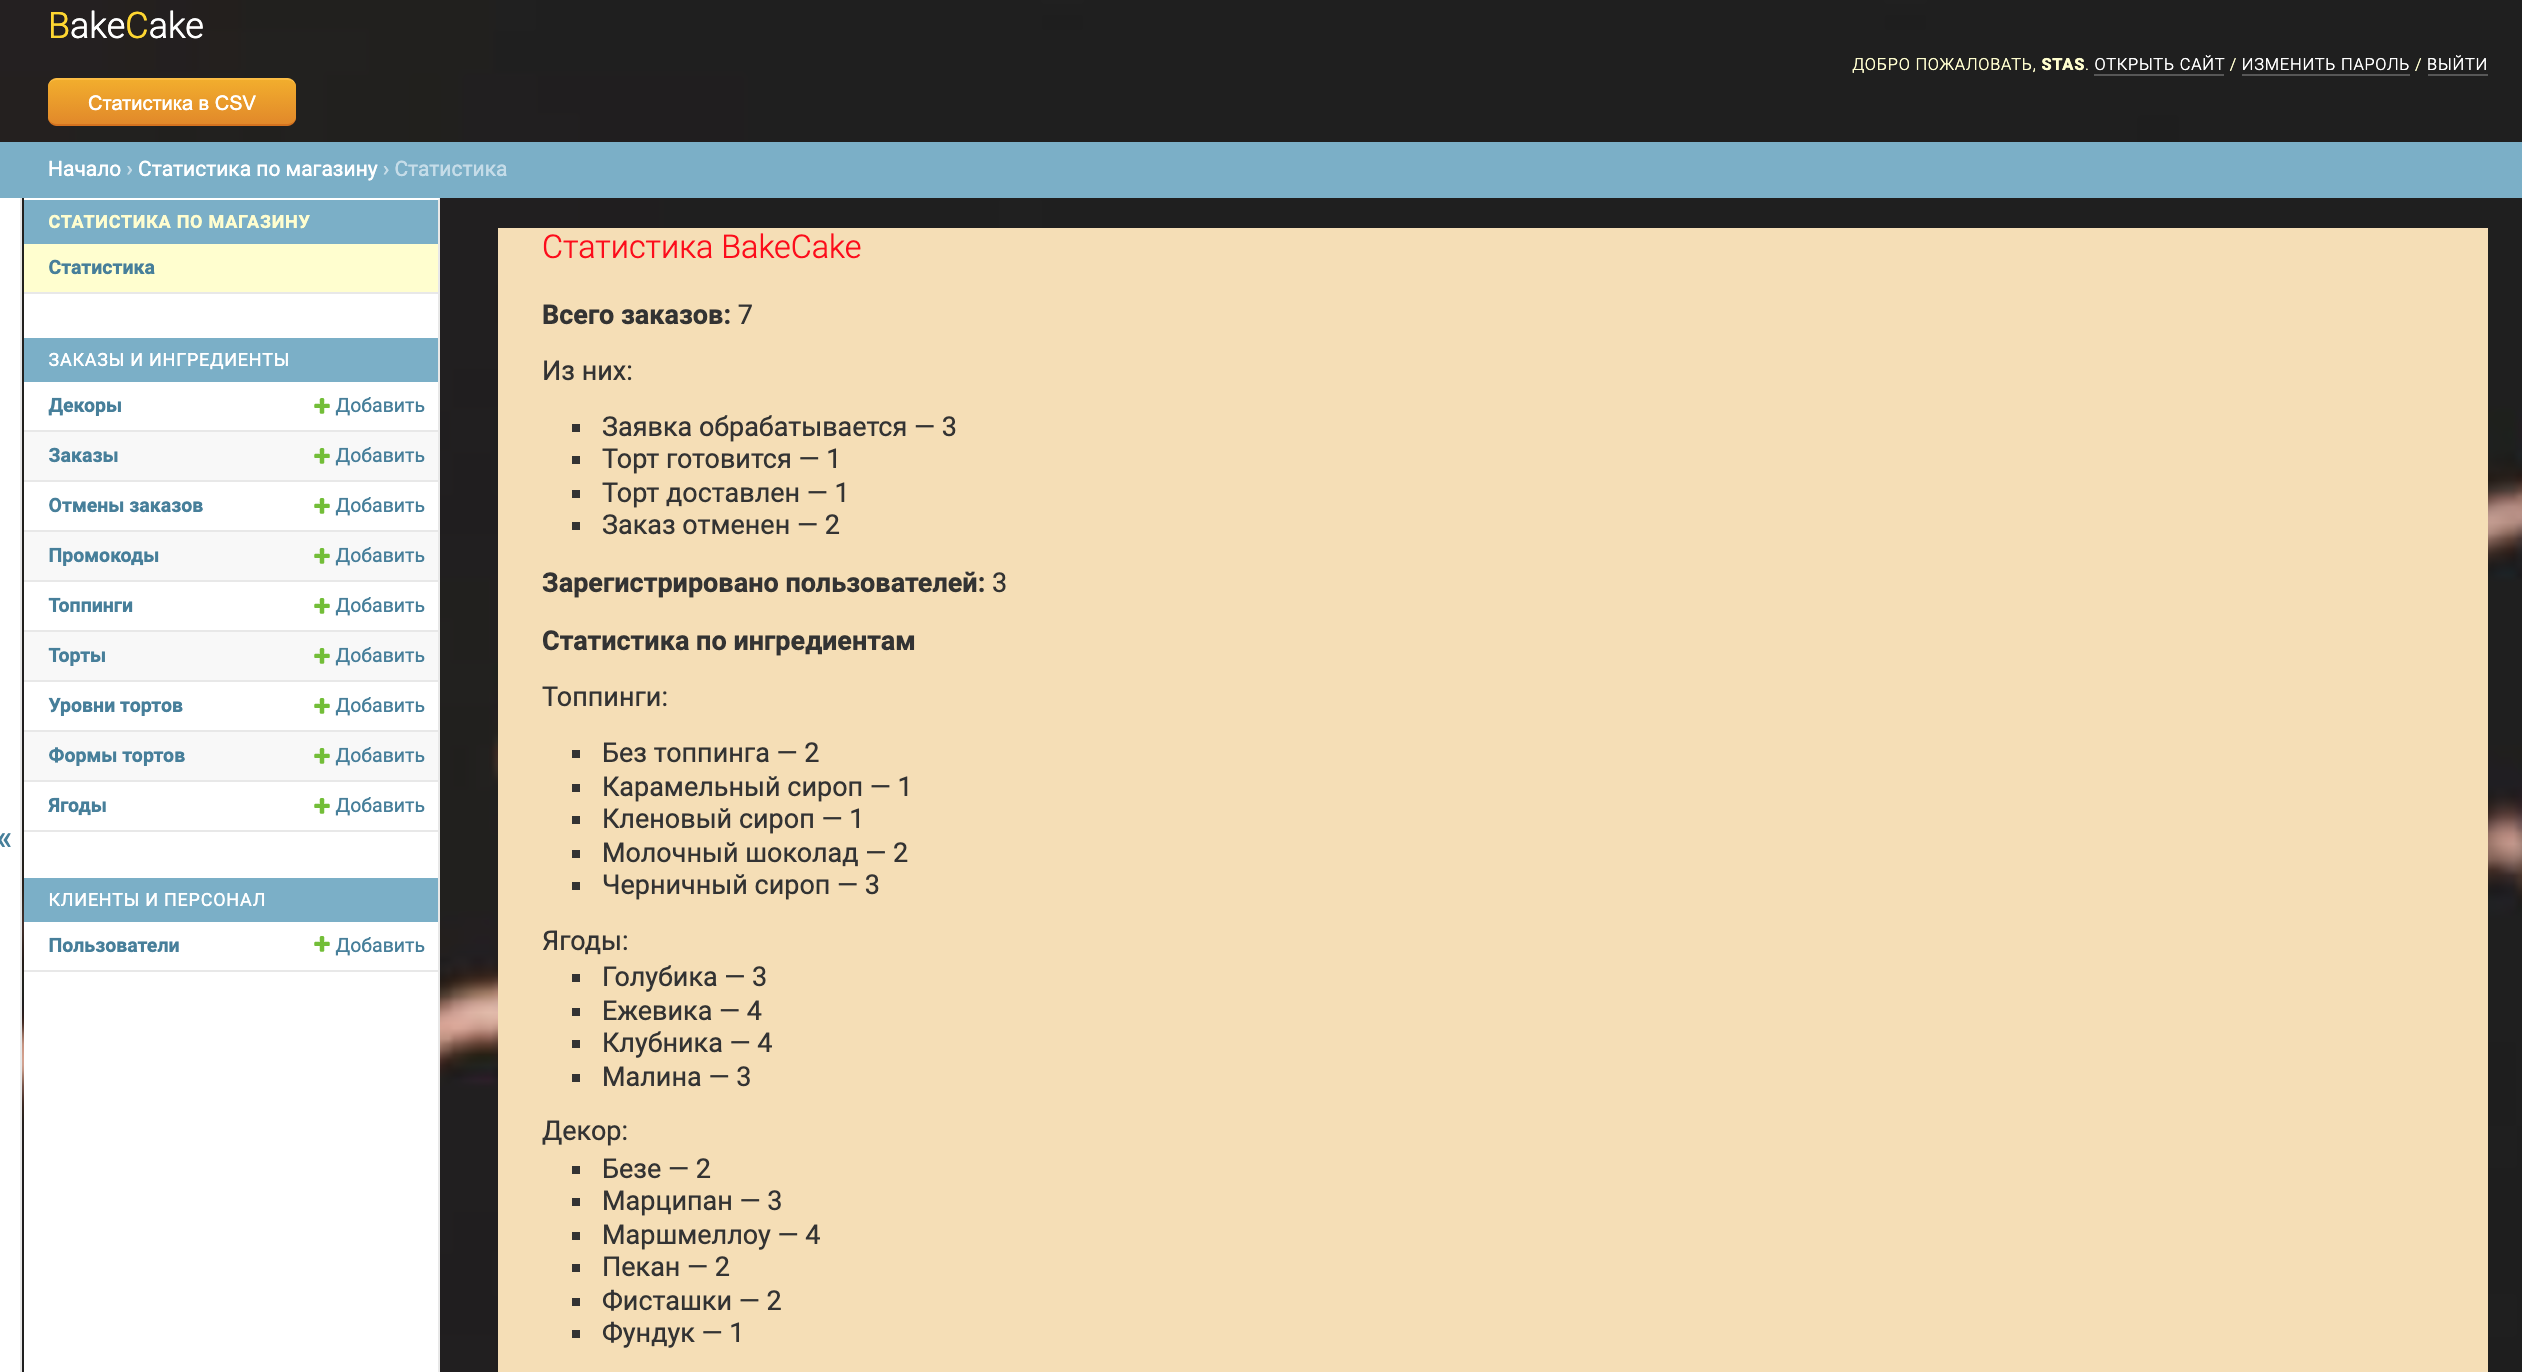 BakeCake
ДОБРО ПОЖАЛОВАТЬ, STAS. ОТКРЫТЬ САЙТ / ИЗМЕНИТЬ ПАРОЛЬ / ВЫЙТИ
Статистика в CSV
Начало › Статистика по магазину › Статистика
СТАТИСТИКА ПО МАГАЗИНУ
Статистика
ЗАКАЗЫ И ИНГРЕДИЕНТЫ
Декоры + Добавить
Заказы + Добавить
Отмены заказов + Добавить
Промокоды + Добавить
Топпинги + Добавить
Торты + Добавить
Уровни тортов + Добавить
Формы тортов + Добавить
Ягоды + Добавить
«
КЛИЕНТЫ И ПЕРСОНАЛ
Пользователи + Добавить
Статистика BakeCake
Всего заказов: 7
Из них:
Заявка обрабатывается — 3
Торт готовится — 1
Торт доставлен — 1
Заказ отменен — 2
Зарегистрировано пользователей: 3
Статистика по ингредиентам
Топпинги:
Без топпинга — 2
Карамельный сироп — 1
Кленовый сироп — 1
Молочный шоколад — 2
Черничный сироп — 3
Ягоды:
Голубика — 3
Ежевика — 4
Клубника — 4
Малина — 3
Декор:
Безе — 2
Марципан — 3
Маршмеллоу — 4
Пекан — 2
Фисташки — 2
Фундук — 1